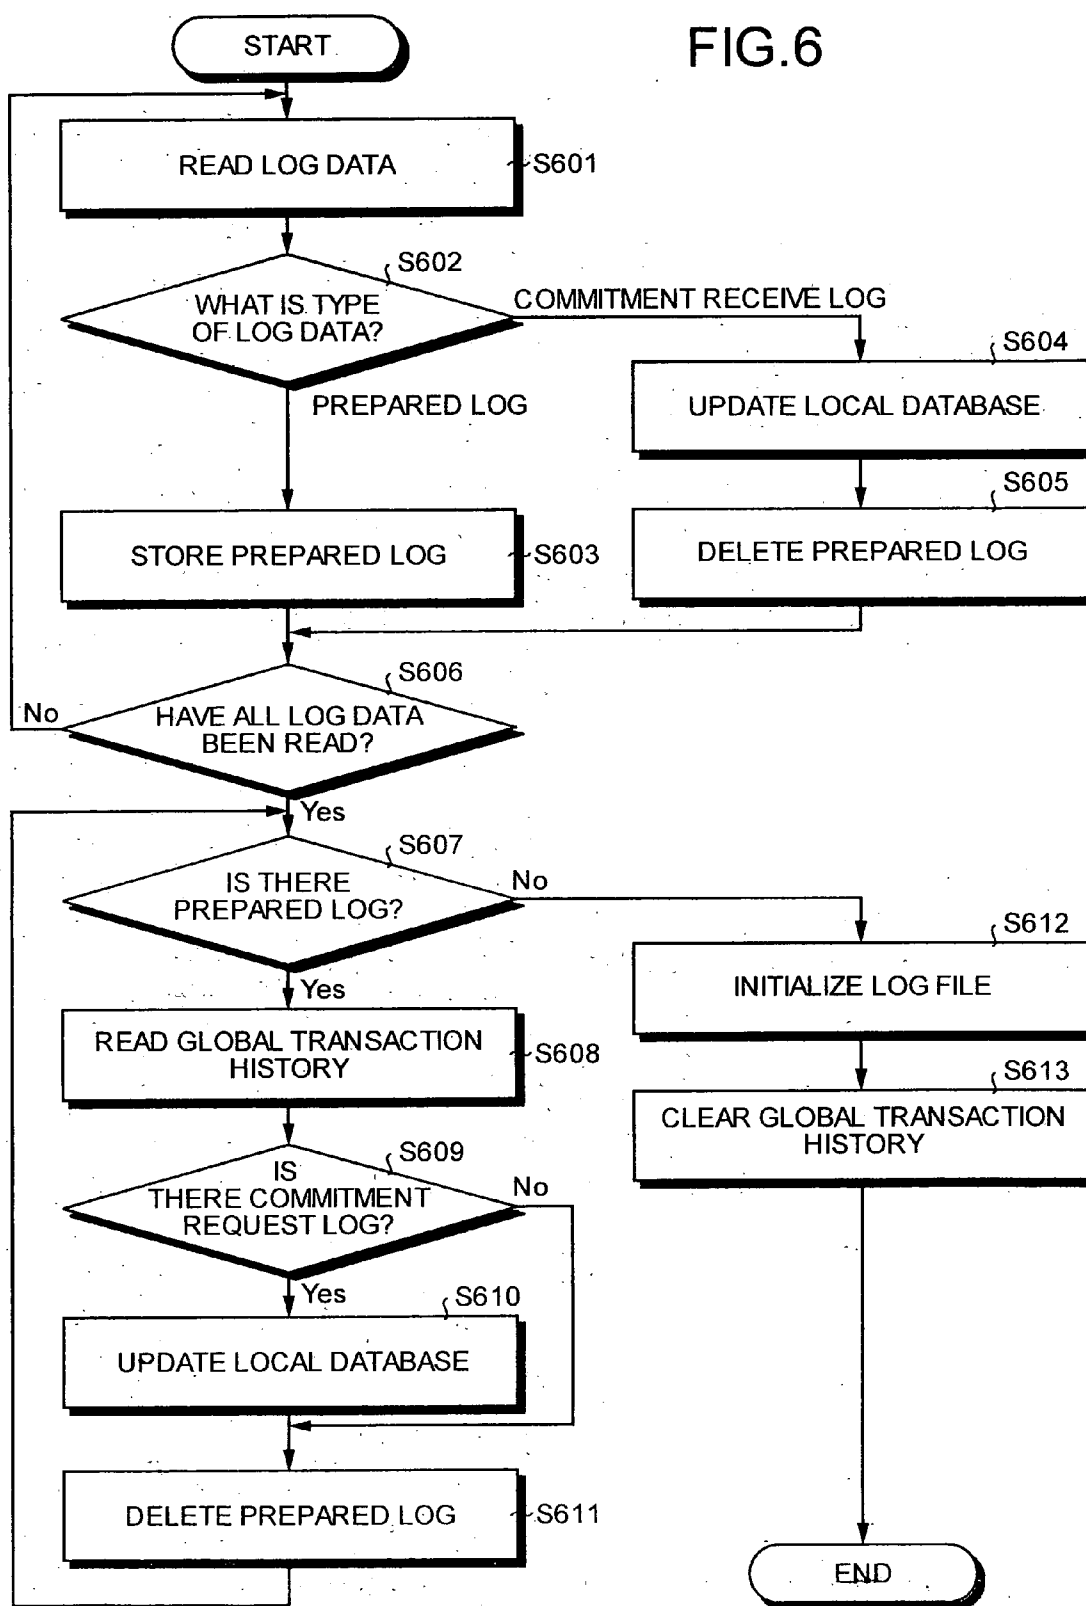 FIG.6
START
READ LOG DATA
S601
S602
WHAT IS TYPE
OF LOG DATA?
COMMITMENT RECEIVE LOG
PREPARED LOG
S604
UPDATE LOCAL DATABASE
S605
DELETE PREPARED LOG
STORE PREPARED LOG
S603
S606
HAVE ALL LOG DATA
BEEN READ?
No
Yes
S607
IS THERE
PREPARED LOG?
No
Yes
S612
INITIALIZE LOG FILE
READ GLOBAL TRANSACTION
HISTORY
S608
S613
CLEAR GLOBAL TRANSACTION
HISTORY
S609
IS
THERE COMMITMENT
REQUEST LOG?
No
Yes
S610
UPDATE LOCAL DATABASE
DELETE PREPARED LOG
S611
END